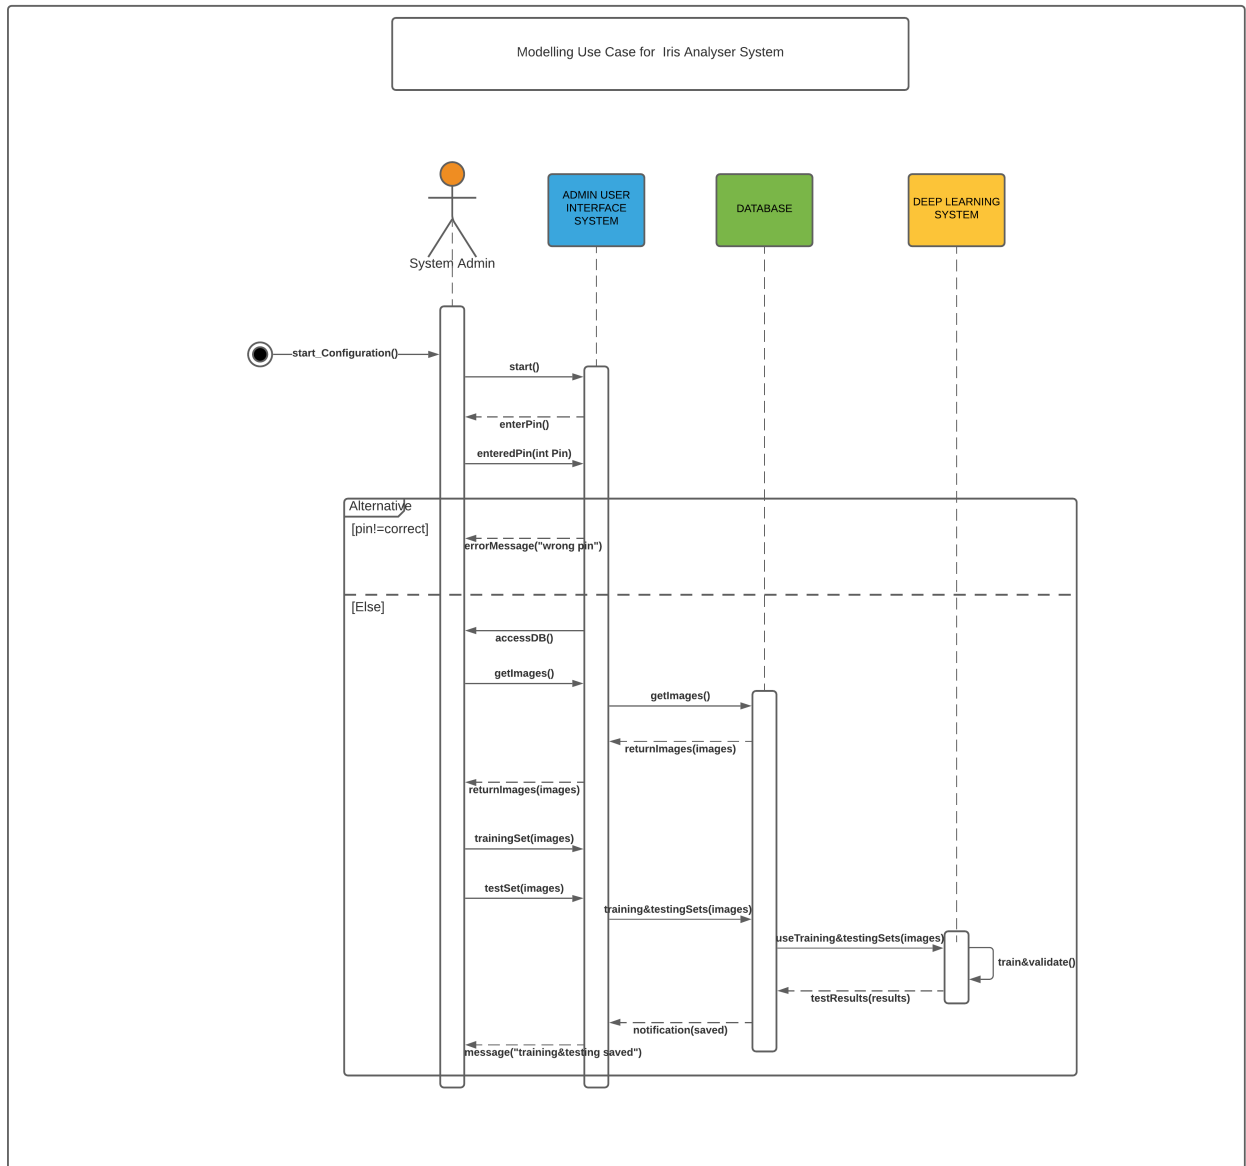 Modelling Use Case for  Iris Analyser System
ADMIN USER
INTERFACE
SYSTEM
DATABASE
DEEP LEARNING
SYSTEM
System Admin
start_Configuration()
start()
enterPin()
enteredPin(int Pin)
Alternative
[pin!=correct]
errorMessage("wrong pin")
[Else]
accessDB()
getImages()
getImages()
returnImages(images)
returnImages(images)
trainingSet(images)
testSet(images)
training&testingSets(images)
useTraining&testingSets(images)
train&validate()
testResults(results)
notification(saved)
message("training&testing saved")